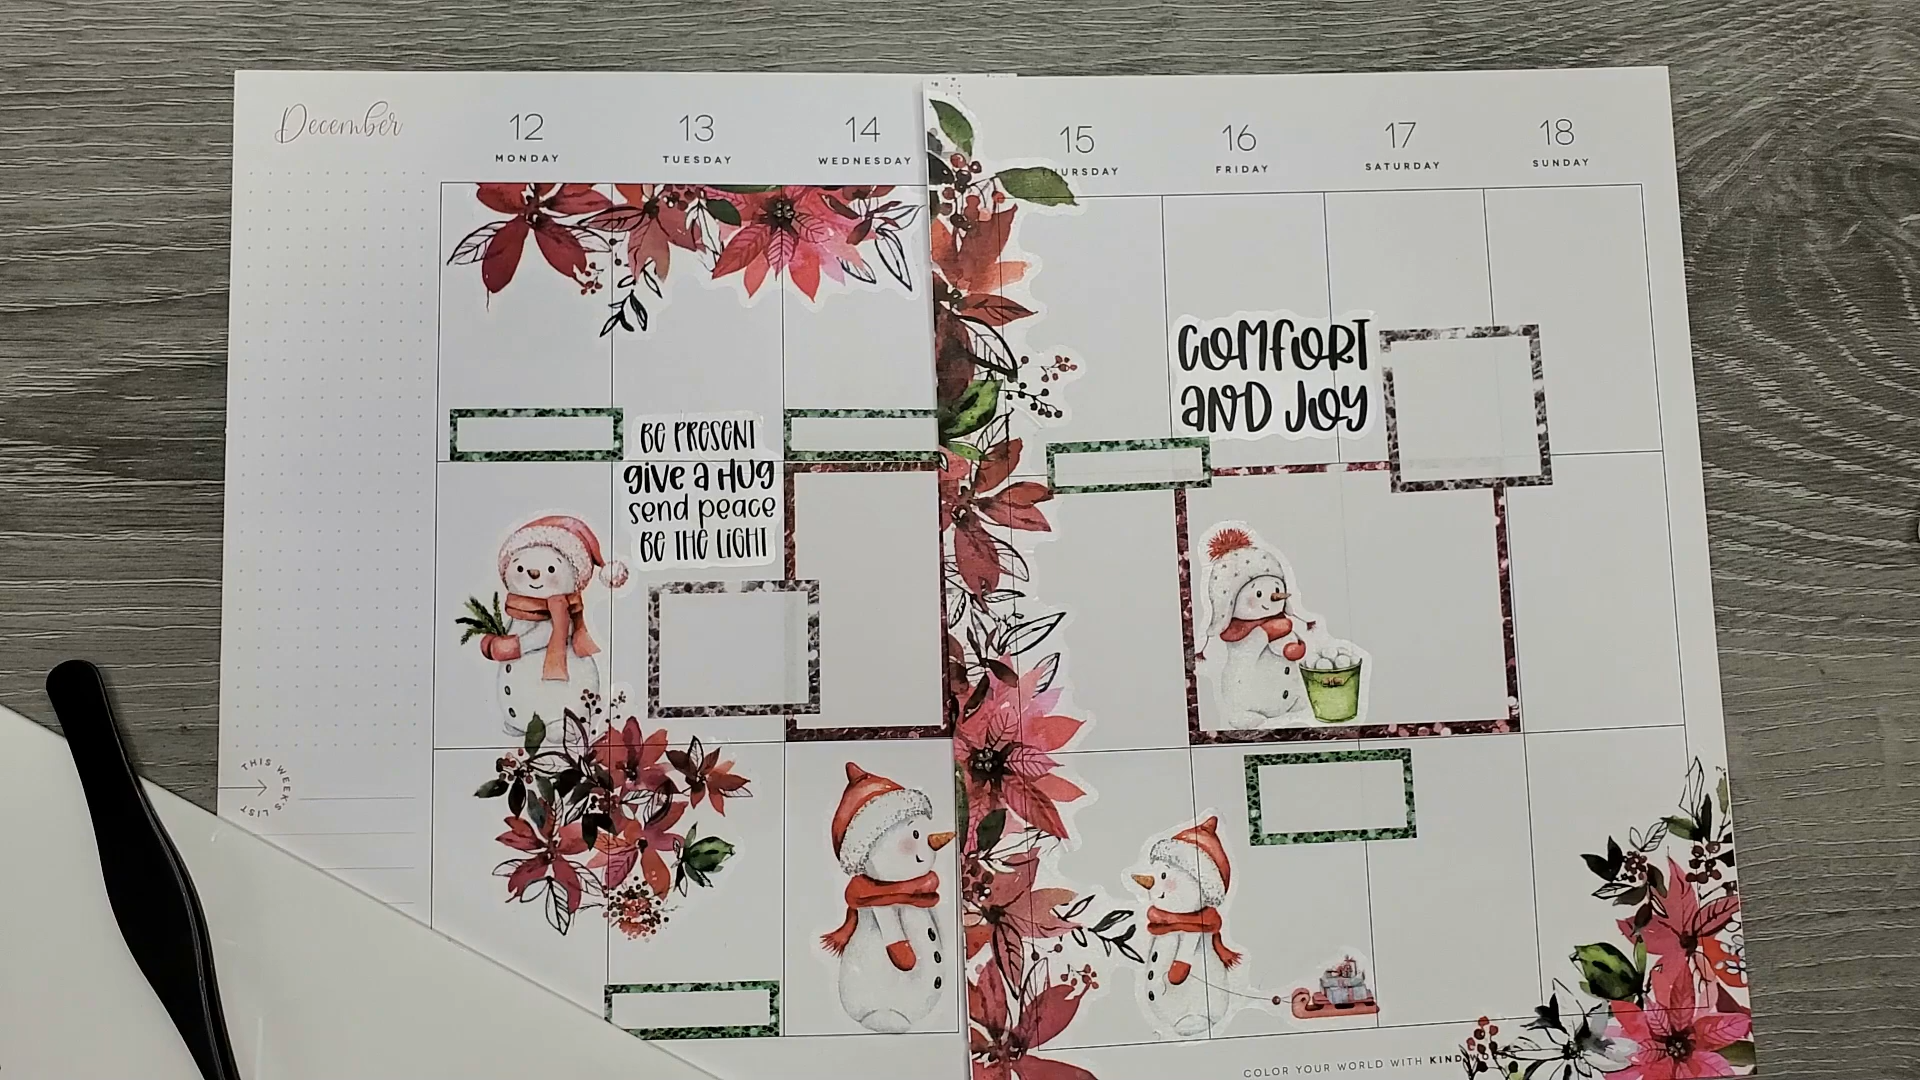 December
12
MONDAY
13
TUESDAY
14
WEDNESDAY
15
THURSDAY
16
FRIDAY
17
SATURDAY
18
SUNDAY
BE PRESENT
give a HUG
send peace
BE THE LIGHT
COMFORT
AND JOY
THIS WEEK'S LIST
COLOR YOUR WORLD WITH KIND WORDS